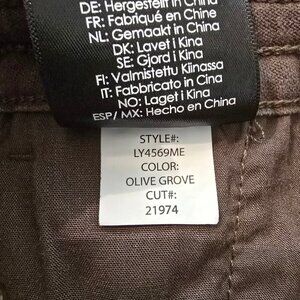 DE: Hergestellt in China
FR: Fabriqué en Chine
NL: Gemaakt in China
DK: Lavet i Kina
SE: Gjord i Kina
FI: Valmistettu Kiinassa
IT: Fabbricato in Cina
NO: Laget i Kina
ESP/ MX: Hecho en China
STYLE#:
LY4569ME
COLOR:
OLIVE GROVE
CUT#:
21974